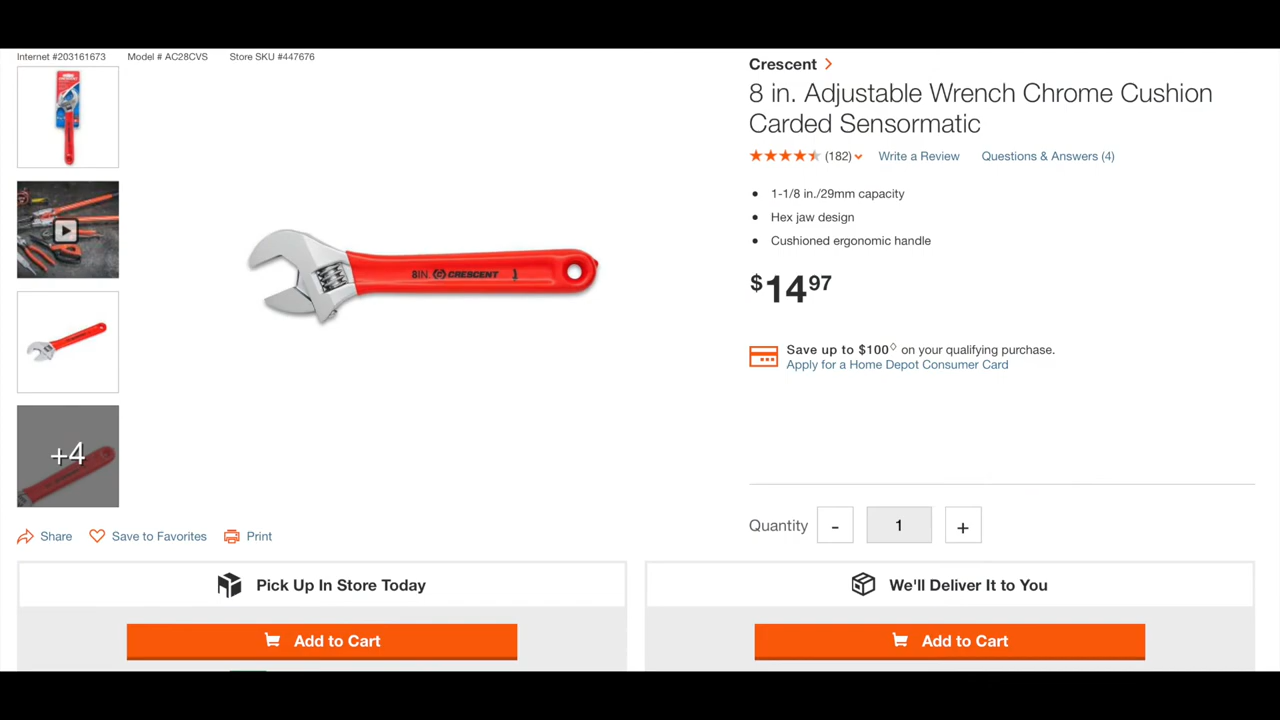 Internet #203161673 Model # AC28CVS Store SKU #447676
Crescent
8 in. Adjustable Wrench Chrome Cushion
Carded Sensormatic
(182) Write a Review Questions & Answers (4)
1-1/8 in./29mm capacity
Hex jaw design
Cushioned ergonomic handle
$14 97
8IN. CRESCENT
Save up to $100◊ on your qualifying purchase.
Apply for a Home Depot Consumer Card
+4
Quantity - 1 +
Share Save to Favorites Print
Pick Up In Store Today
Add to Cart
We'll Deliver It to You
Add to Cart